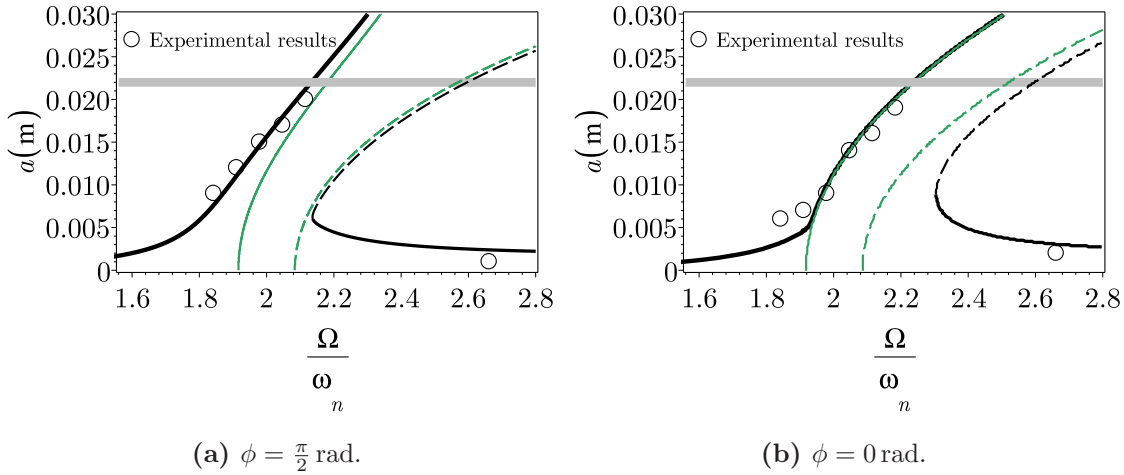 0.030
Experimental results
0.025
0.020
a(m)
0.015
0.010
0.005
0
1.6 2 2.2 2.4 2.6 2.8
Ω
ω
n
(a) ϕ = π/2 rad.
0.030
Experimental results
0.025
0.020
a(m)
0.015
0.010
0.005
0
1.6 1.8 2 2.2 2.4 2.6 2.8
Ω
ω
n
(b) ϕ = 0 rad.